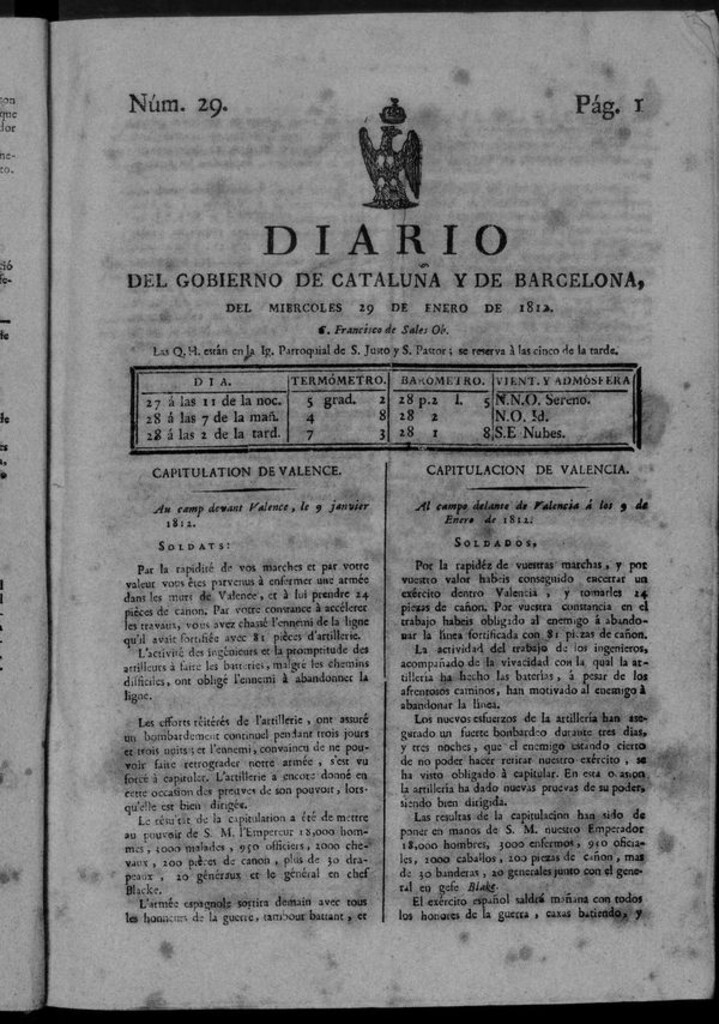 Núm. 29.
Pág. 1
DIARIO
DEL GOBIERNO DE CATALUÑA Y DE BARCELONA,
DEL MIERCOLES 29 DE ENERO DE 1812.
S. Francisco de Sales Ob.
Las Q. H. están en la Ig. Parroquial de S. Justo y S. Pastor; se reserva á las cinco de la tarde.
DIA. TERMÓMETRO. BARÓMETRO. VIENT. Y ADMÓSFERA
27 á las 11 de la noc. 5 grad. 2 28 p. 2 l. 5 N.N.O. Sereno.
28 á las 7 de la mañ. 4 8 28 2 N.O. Id.
28 á las 2 de la tard. 7 3 28 1 8 S.E Nubes.
CAPITULATION DE VALENCE.
Au camp devant Valence, le 9 janvier
1812.
SOLDATS:
Par la rapidité de vos marches et par votre
valeur vous êtes parvenus à enfermer une armée
dans les murs de Valence, et à lui prendre 24
pièces de canon. Par votre constance à accélérer
les travaux, vous avez chassé l'ennemi de la ligne
qu'il avait fortifiée avec 81 pièces d'artillerie.
L'activité des ingénieurs et la promptitude des
artilleurs à faire les batteries, malgré les chemins
difficiles, ont obligé l'ennemi à abandonner la
ligne.
Les efforts réitérés de l'artillerie, ont assuré
un bombardement continuel pendant trois jours
et trois nuits; et l'ennemi, convaincu de ne pou-
voir faire retrograder notre armée, s'est vu
forcé à capituler. L'artillerie a encore donné en
cette occasion des preuves de son pouvoir, lors-
qu'elle est bien dirigée.
Le résultat de la capitulation a été de mettre
au pouvoir de S. M. l'Empereur 18,000 hom-
mes, 3000 malades, 950 officiers, 2000 che-
vaux, 200 pièces de canon, plus de 30 dra-
peaux, 20 généraux et le général en chef
Blacke.
L'armée espagnole sortira demain avec tous
les honneurs de la guerre, tambour battant, et
CAPITULACION DE VALENCIA.
Al campo delante de Valencia á los 9 de
Enero de 1812.
SOLDADOS,
Por la rapidéz de vuestras marchas, y por
vuestro valor habeis conseguido encerrar un
exército dentro Valencia, y tomarles 24
piezas de cañon. Por vuestra constancia en el
trabajo habeis obligado al enemigo á abando-
nar la línea fortificada con 81 piezas de cañon.
La actividad del trabajo de los ingenieros,
acompañado de la vivacidad con la qual la ar-
tillería ha hecho las baterías, á pesar de los
afrentosos caminos, han motivado al enemigo á
abandonar la línea.
Los nuevos esfuerzos de la artillería han ase-
gurado un fuerte bombardeo durante tres dias,
y tres noches, que el enemigo estando cierto
de no poder hacer retirar nuestro exército, se
ha visto obligado á capitular. En esta ocasion
la artillería ha dado nuevas pruevas de su poder,
siendo bien dirigida.
Las resultas de la capitulacion han sido de
poner en manos de S. M. nuestro Emperador
18,000 hombres, 3000 enfermos, 950 oficia-
les, 2000 caballos, 200 piezas de cañon, mas
de 30 banderas, 20 generales junto con el gene-
ral en gefe Blake.
El exército español saldrá mañana con todos
los honores de la guerra, caxas batiendo, y